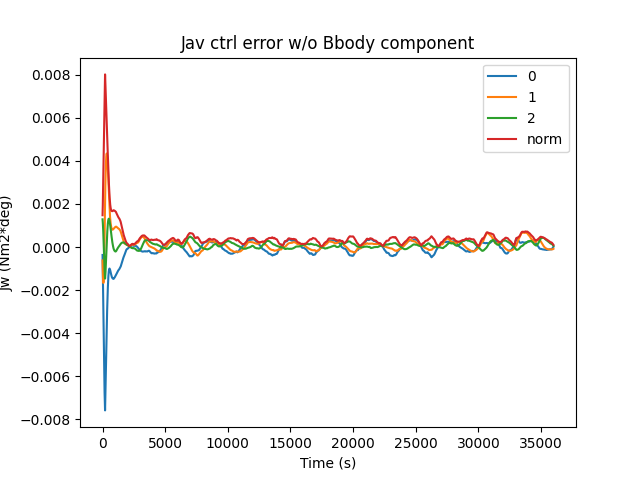 Jav ctrl error w/o Bbody component
0
1
2
norm
0.008
0.006
0.004
0.002
0.000
−0.002
−0.004
−0.006
−0.008
Jw (Nm2*deg)
0 5000 10000 15000 20000 25000 30000 35000
Time (s)